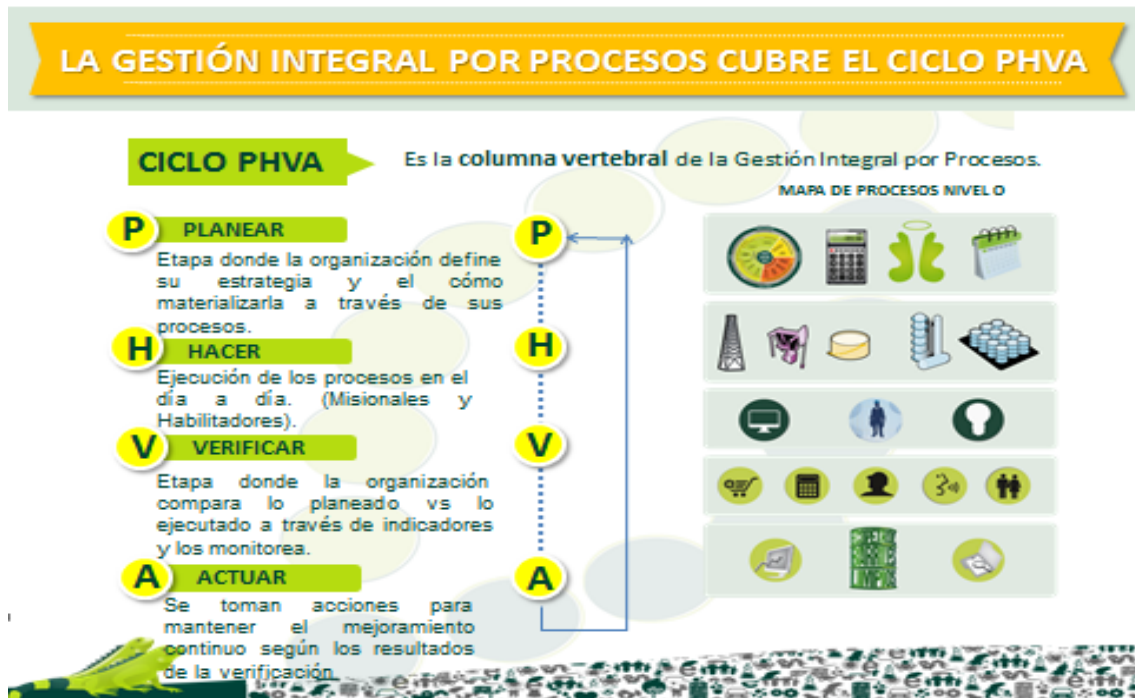 LA GESTIÓN INTEGRAL POR PROCESOS CUBRE EL CICLO PHVA
CICLO PHVA
Es la columna vertebral de la Gestión Integral por Procesos.
MAPA DE PROCESOS NIVEL 0
P PLANEAR
Etapa donde la organización define
su estrategia y el cómo
materializarla a través de sus
procesos.
H HACER
Ejecución de los procesos en el
día a día. (Misionales y
Habilitadores).
V VERIFICAR
Etapa donde la organización
compara lo planeado vs lo
ejecutado a través de indicadores
y los monitorea.
A ACTUAR
Se toman acciones para
mantener el mejoramiento
continuo según los resultados
de la verificación
P
H
V
A